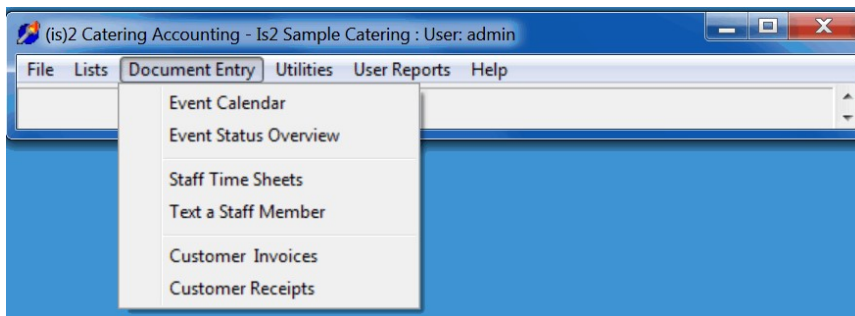 (is)2 Catering Accounting - Is2 Sample Catering : User: admin
File Lists Document Entry Utilities User Reports Help
Event Calendar
Event Status Overview
Staff Time Sheets
Text a Staff Member
Customer Invoices
Customer Receipts